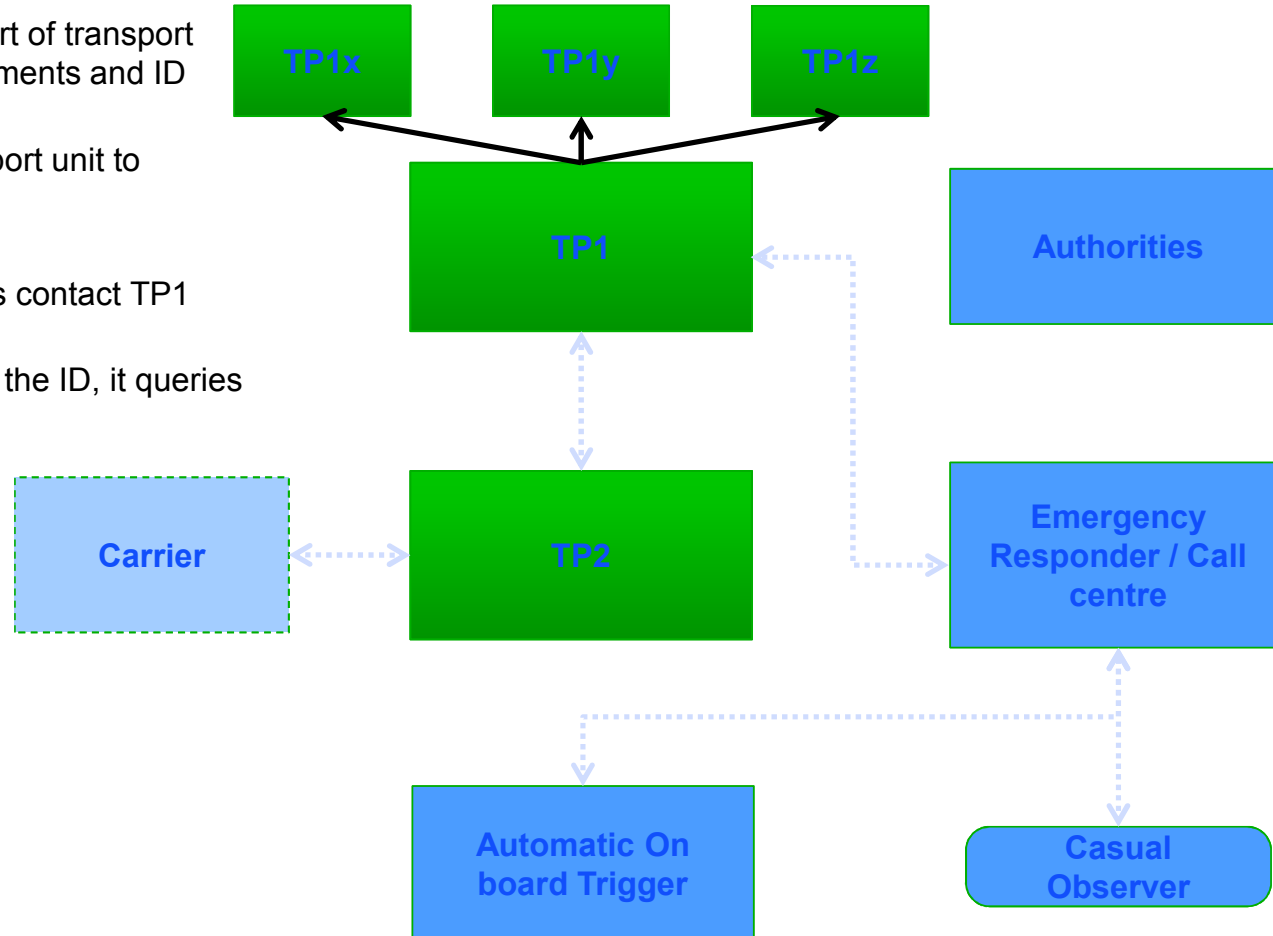 rt of transport
ments and ID
port unit to
s contact TP1
the ID, it queries
TP1x
TP1y
TP1z
TP1
Authorities
Carrier
TP2
Emergency
Responder / Call
centre
Automatic On
board Trigger
Casual
Observer